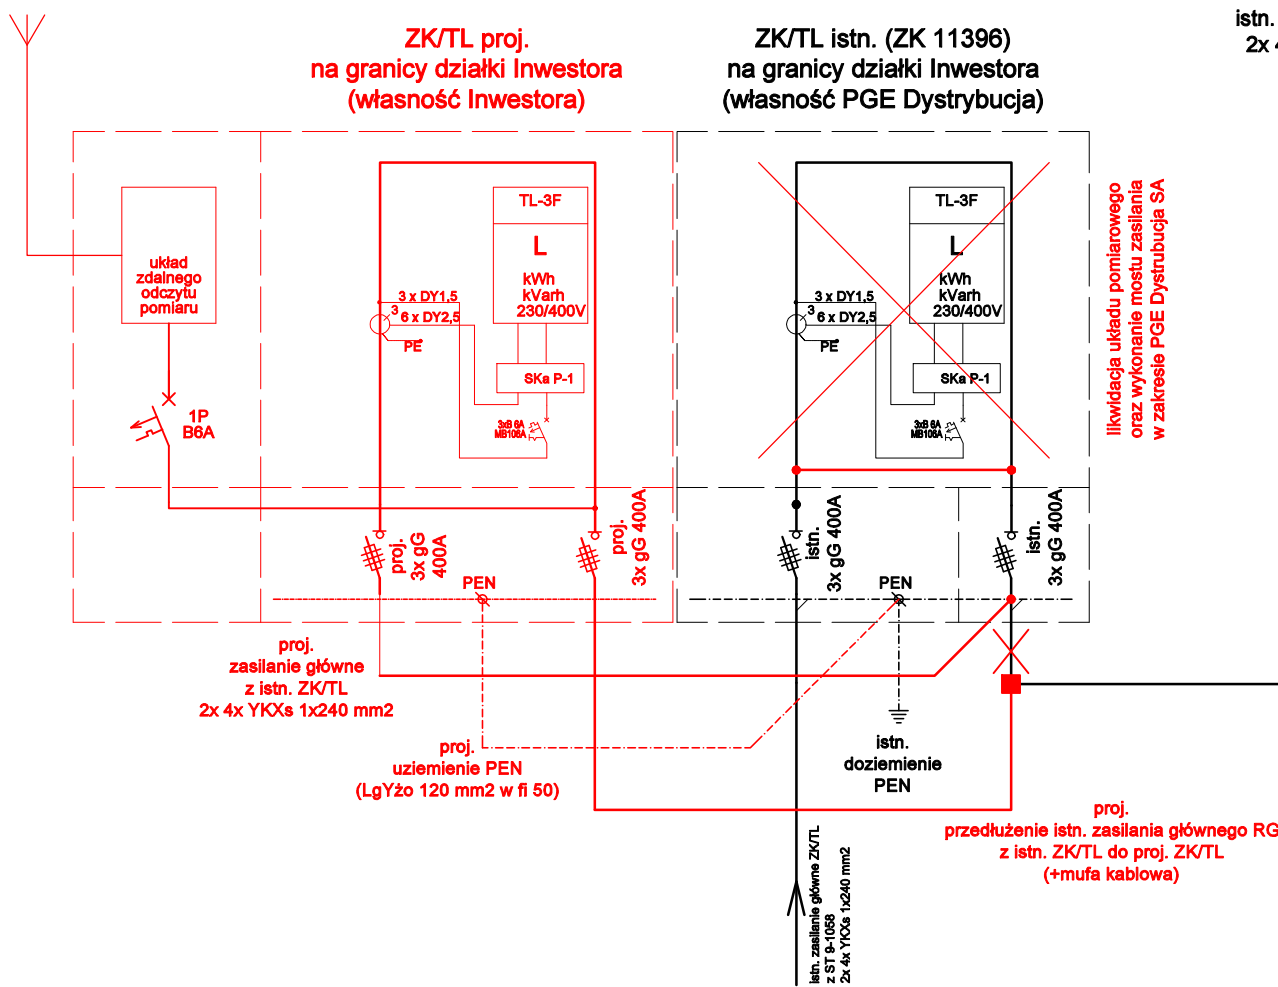 ZK/TL proj.
na granicy działki Inwestora
(własność Inwestora)
ZK/TL istn. (ZK 11396)
na granicy działki Inwestora
(własność PGE Dystrybucja)
istn.
2x 4
układ
zdalnego
odczytu
pomiaru
1P
B6A
TL-3F
L
kWh
kVarh
230/400V
3 x DY1,5
3
6 x DY2,5
PE
SKa P-1
3xB 6A
MB106A
TL-3F
L
kWh
kVarh
230/400V
3 x DY1,5
3
6 x DY2,5
PE
SKa P-1
3xB 6A
MB106A
likwidacja układu pomiarowego
oraz wykonanie mostu zasilania
w zakresie PGE Dystrubucja SA
proj.
3x gG
400A
proj.
3x gG 400A
istn.
3x gG 400A
istn.
3x gG 400A
PEN
PEN
proj.
zasilanie główne
z istn. ZK/TL
2x 4x YKXs 1x240 mm2
proj.
uziemienie PEN
(LgYżo 120 mm2 w fi 50)
istn.
doziemienie
PEN
proj.
przedłużenie istn. zasilania głównego RG
z istn. ZK/TL do proj. ZK/TL
(+mufa kablowa)
istn. zasilanie główne ZK/TL
z ST 9-1058
2x 4x YKXs 1x240 mm2